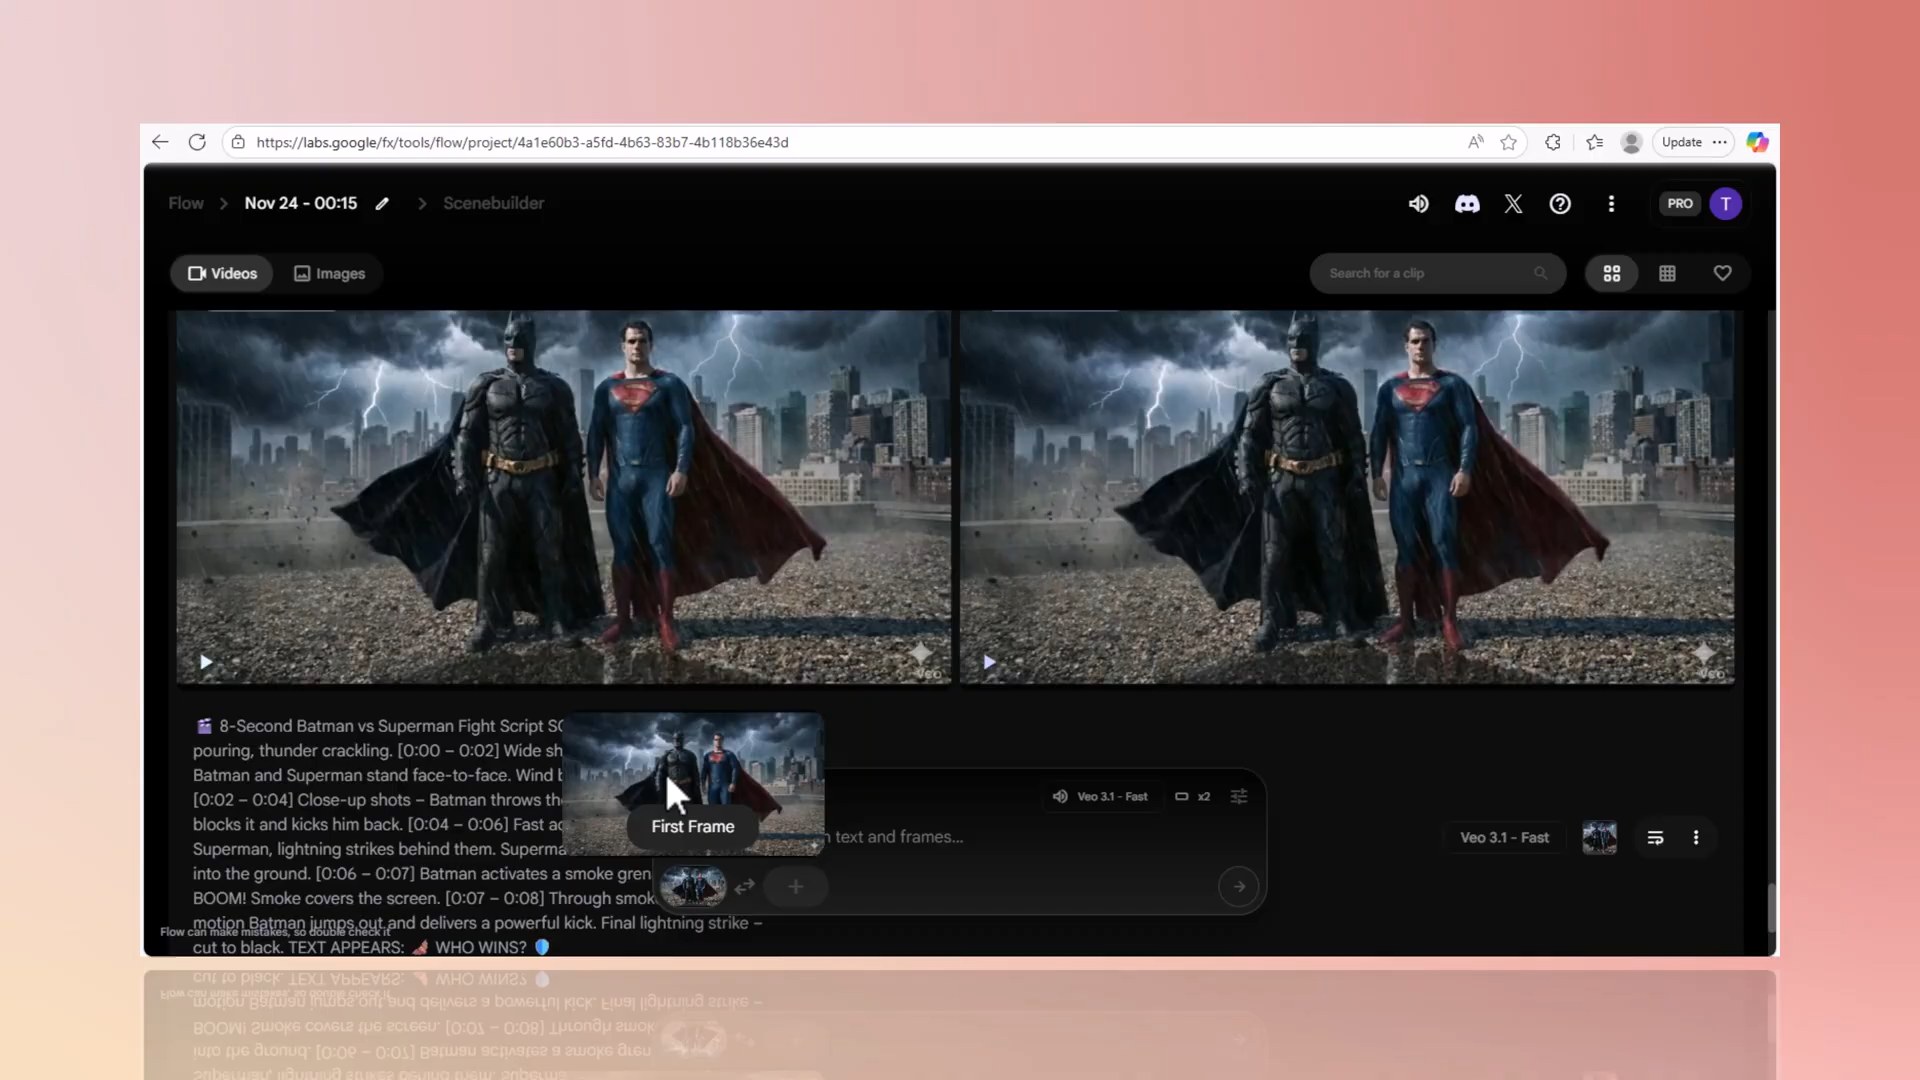 https://labs.google/fx/tools/flow/project/4a1e60b3-a5fd-4b63-83b7-4b118b36e43d
Update
Flow > Nov 24 - 00:15 > Scenebuilder
PRO T
Videos Images
Search for a clip
Veo
Veo
8-Second Batman vs Superman Fight Script SC
pouring, thunder crackling. [0:00 – 0:02] Wide sh
Batman and Superman stand face-to-face. Wind b
[0:02 – 0:04] Close-up shots – Batman throws th
blocks it and kicks him back. [0:04 – 0:06] Fast ac
Superman, lightning strikes behind them. Superma
into the ground. [0:06 – 0:07] Batman activates a smoke gren
BOOM! Smoke covers the screen. [0:07 – 0:08] Through smok
motion Batman jumps out and delivers a powerful kick. Final lightning strike –
cut to black. TEXT APPEARS: WHO WINS?
Flow can make mistakes, so double check it
First Frame
Veo 3.1 - Fast x2
text and frames...
Veo 3.1 - Fast